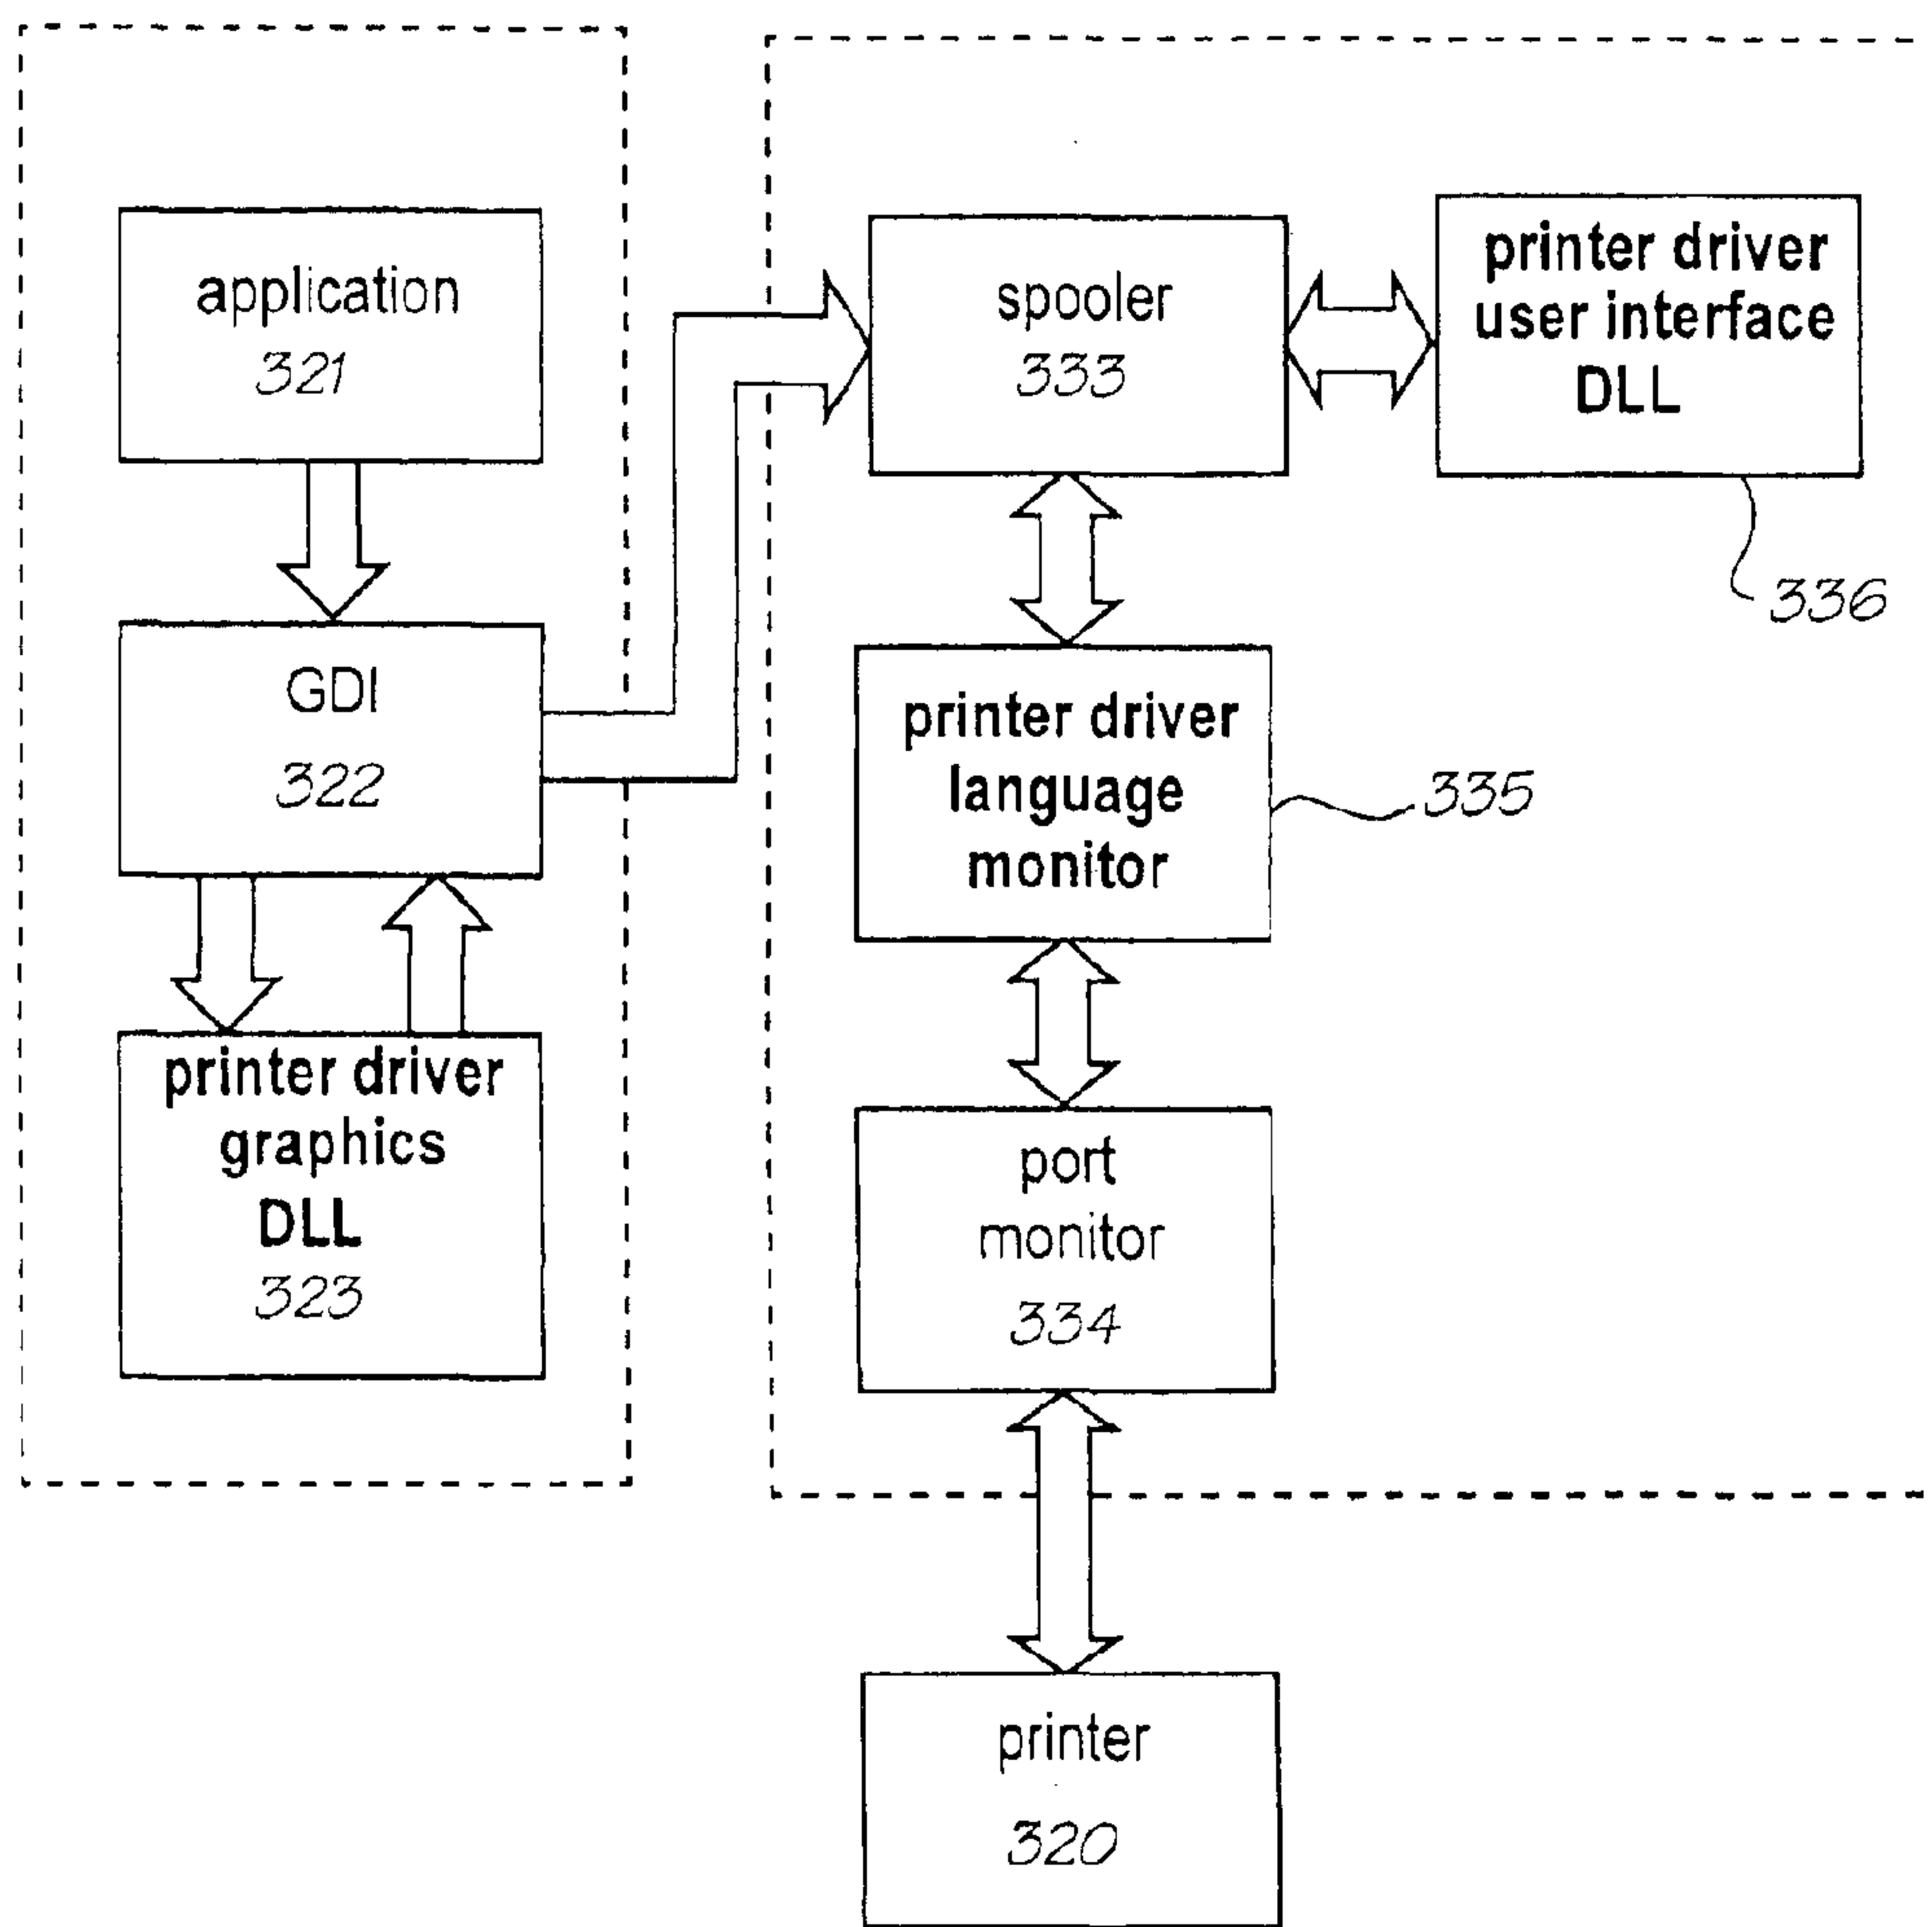 application
321
GDI
322
printer driver
graphics
DLL
323
spooler
333
printer driver
user interface
DLL
336
printer driver
language
monitor
335
port
monitor
334
printer
320